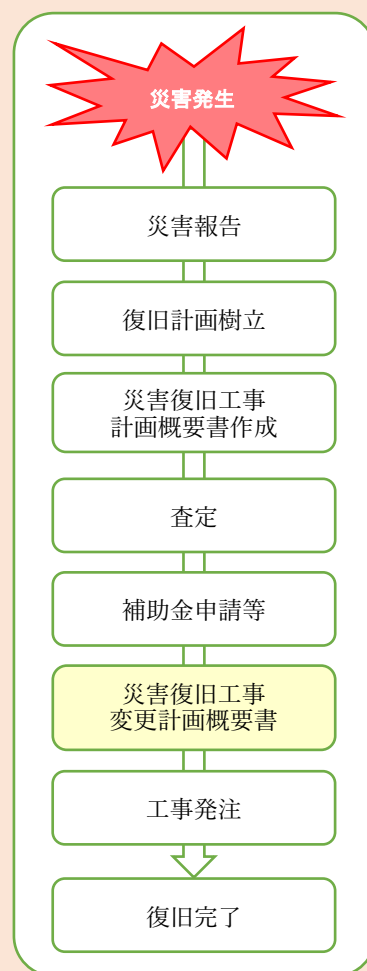 災害発生
災害報告
復旧計画樹立
災害復旧工事
計画概要書作成
査定
補助金申請等
災害復旧工事
変更計画概要書
工事発注
復旧完了